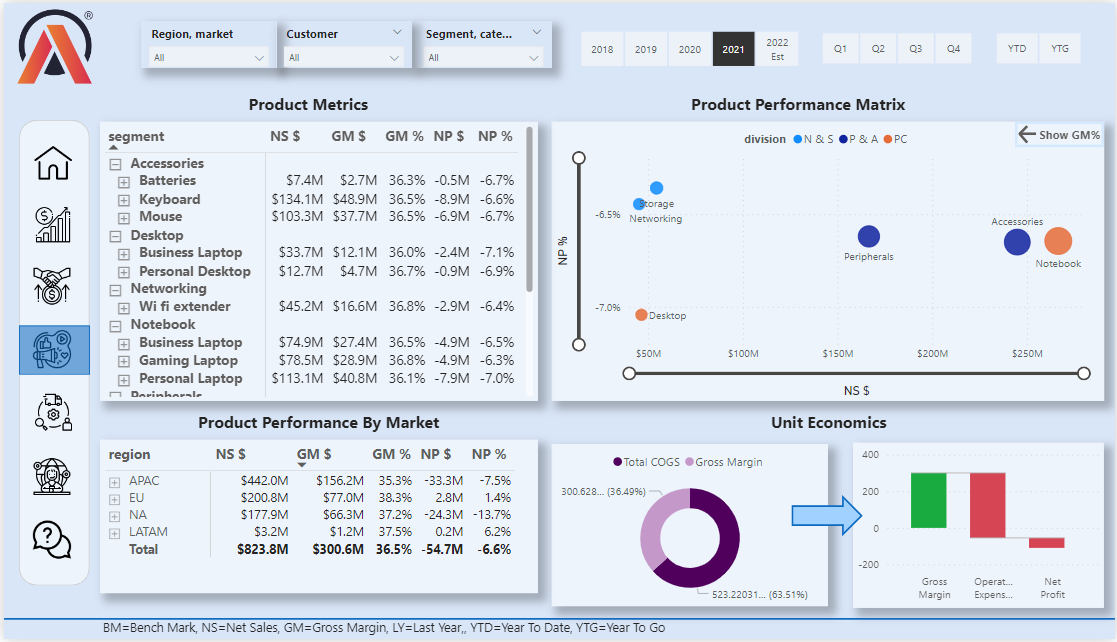 ®
Region, market
All
Customer
All
Segment, cate...
All
2018
2019
2020
2021
2022
Est
Q1
Q2
Q3
Q4
YTD
YTG
Product Metrics
segment NS $ GM $ GM % NP $ NP %
Accessories
Batteries $7.4M $2.7M 36.3% -0.5M -6.7%
Keyboard $134.1M $48.9M 36.5% -8.9M -6.6%
Mouse $103.3M $37.7M 36.5% -6.9M -6.7%
Desktop
Business Laptop $33.7M $12.1M 36.0% -2.4M -7.1%
Personal Desktop $12.7M $4.7M 36.7% -0.9M -6.9%
Networking
Wi fi extender $45.2M $16.6M 36.8% -2.9M -6.4%
Notebook
Business Laptop $74.9M $27.4M 36.5% -4.9M -6.5%
Gaming Laptop $78.5M $28.9M 36.8% -4.9M -6.3%
Personal Laptop $113.1M $40.8M 36.1% -7.9M -7.0%
Peripherals
Product Performance Matrix
division N & S P & A PC
Show GM%
NP %
-6.5%
-7.0%
Storage
Networking
Peripherals
Accessories
Notebook
Desktop
$50M $100M $150M $200M $250M
NS $
Product Performance By Market
region NS $ GM $ GM % NP $ NP %
APAC $442.0M $156.2M 35.3% -33.3M -7.5%
EU $200.8M $77.0M 38.3% 2.8M 1.4%
NA $177.9M $66.3M 37.2% -24.3M -13.7%
LATAM $3.2M $1.2M 37.5% 0.2M 6.2%
Total $823.8M $300.6M 36.5% -54.7M -6.6%
Unit Economics
Total COGS Gross Margin
300.628... (36.49%)
523.22031... (63.51%)
400
200
0
-200
Gross
Margin
Operat...
Expens...
Net
Profit
BM=Bench Mark, NS=Net Sales, GM=Gross Margin, LY=Last Year,, YTD=Year To Date, YTG=Year To Go